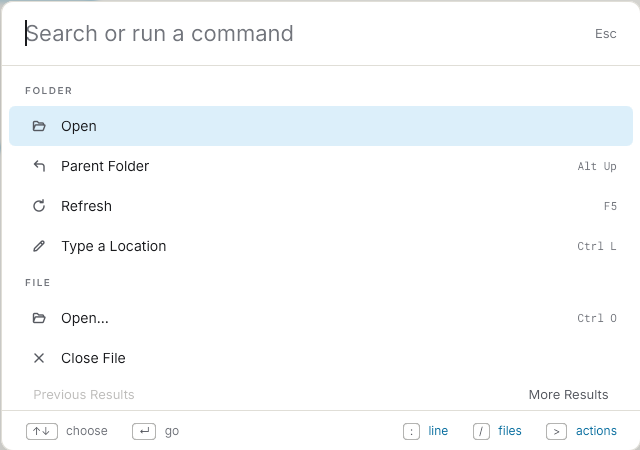 Search or run a command Esc
FOLDER
Open
Parent Folder Alt Up
Refresh F5
Type a Location Ctrl L
FILE
Open... Ctrl O
Close File
Previous Results More Results
↑↓ choose ↵ go : line / files > actions